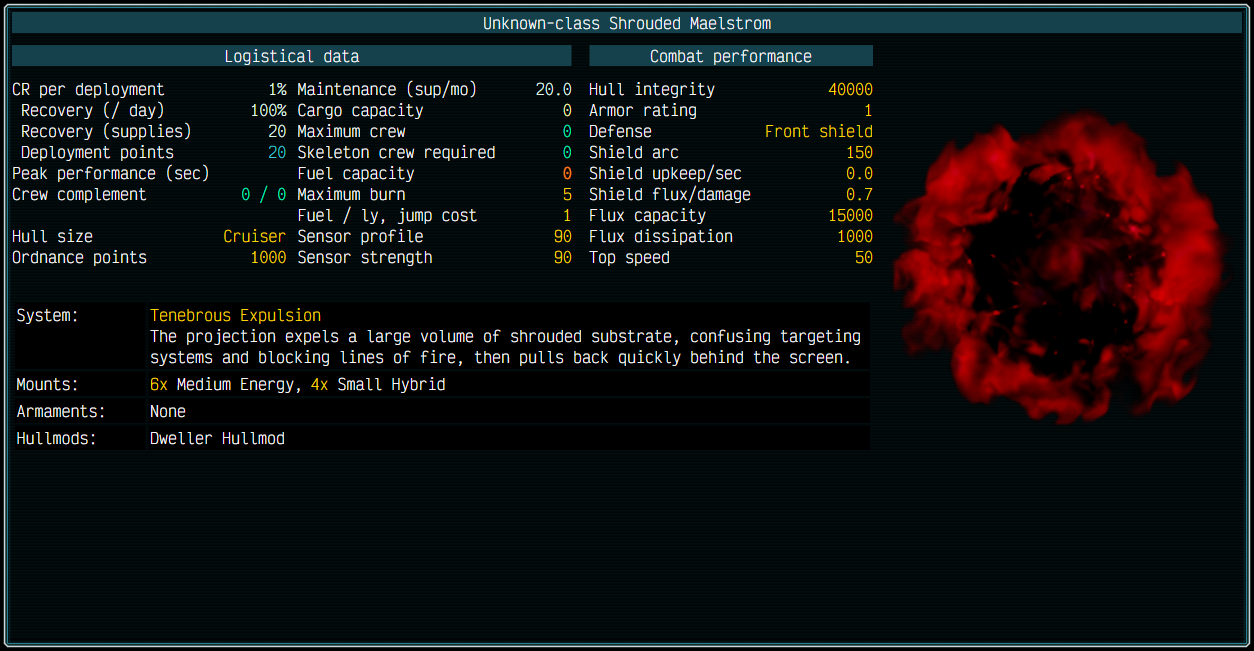 Unknown-class Shrouded Maelstrom
Logistical data Combat performance
CR per deployment 1% Maintenance (sup/mo) 20.0 Hull integrity 40000
Recovery (/ day) 100% Cargo capacity 0 Armor rating 1
Recovery (supplies) 20 Maximum crew 0 Defense Front shield
Deployment points 20 Skeleton crew required 0 Shield arc 150
Peak performance (sec) Fuel capacity 0 Shield upkeep/sec 0.0
Crew complement 0 / 0 Maximum burn 5 Shield flux/damage 0.7
Fuel / ly, jump cost 1 Flux capacity 15000
Hull size Cruiser Sensor profile 90 Flux dissipation 1000
Ordnance points 1000 Sensor strength 90 Top speed 50
System: Tenebrous Expulsion
The projection expels a large volume of shrouded substrate, confusing targeting
systems and blocking lines of fire, then pulls back quickly behind the screen.
Mounts: 6x Medium Energy, 4x Small Hybrid
Armaments: None
Hullmods: Dweller Hullmod